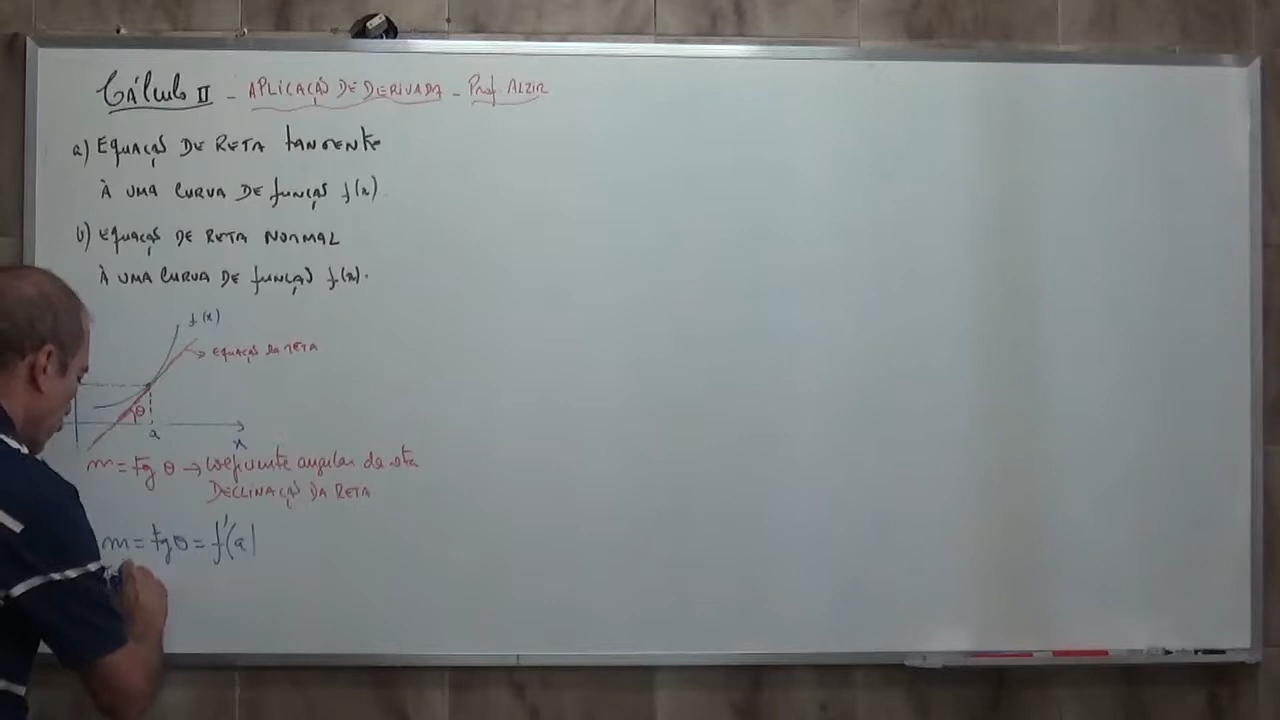 Cálculo II - APLICAÇÃO DE DERIVADA - Prof. ALZIR
a) EQUAÇÃO DE RETA TANGENTE
À UMA CURVA DE FUNÇÃO f(x)
b) EQUAÇÃO DE RETA NORMAL
À UMA CURVA DE FUNÇÃO f(x).
f(x)
EQUAÇÃO DA RETA
θ
a
x
m = tg θ → coeficiente angular da reta
DECLINAÇÃO DA RETA
m = tg θ = f'(a)